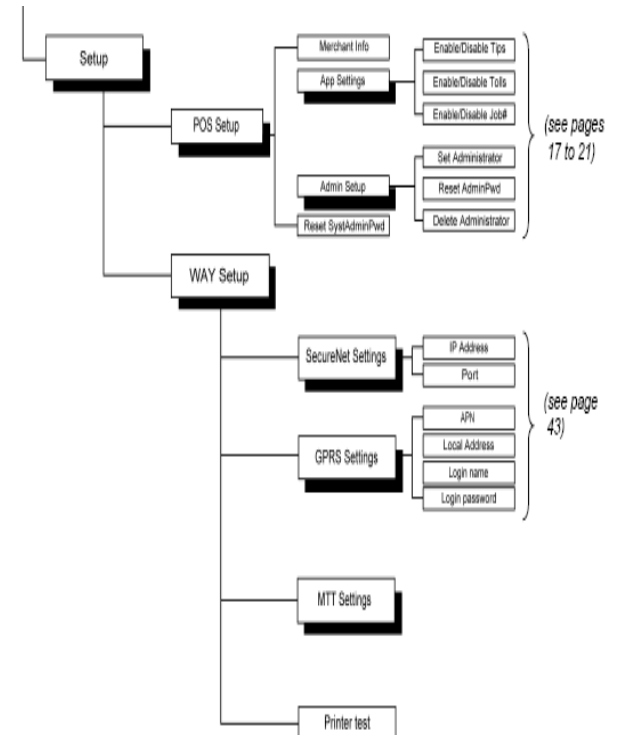 Setup
POS Setup
Merchant Info
App Settings
Enable/Disable Tips
Enable/Disable Tolls
Enable/Disable Job#
Admin Setup
Set Administrator
Reset AdminPwd
Delete Administrator
Reset SystAdminPwd
(see pages
17 to 21)
WAY Setup
SecureNet Settings
IP Address
Port
GPRS Settings
APN
Local Address
Login name
Login password
(see page
43)
MTT Settings
Printer test